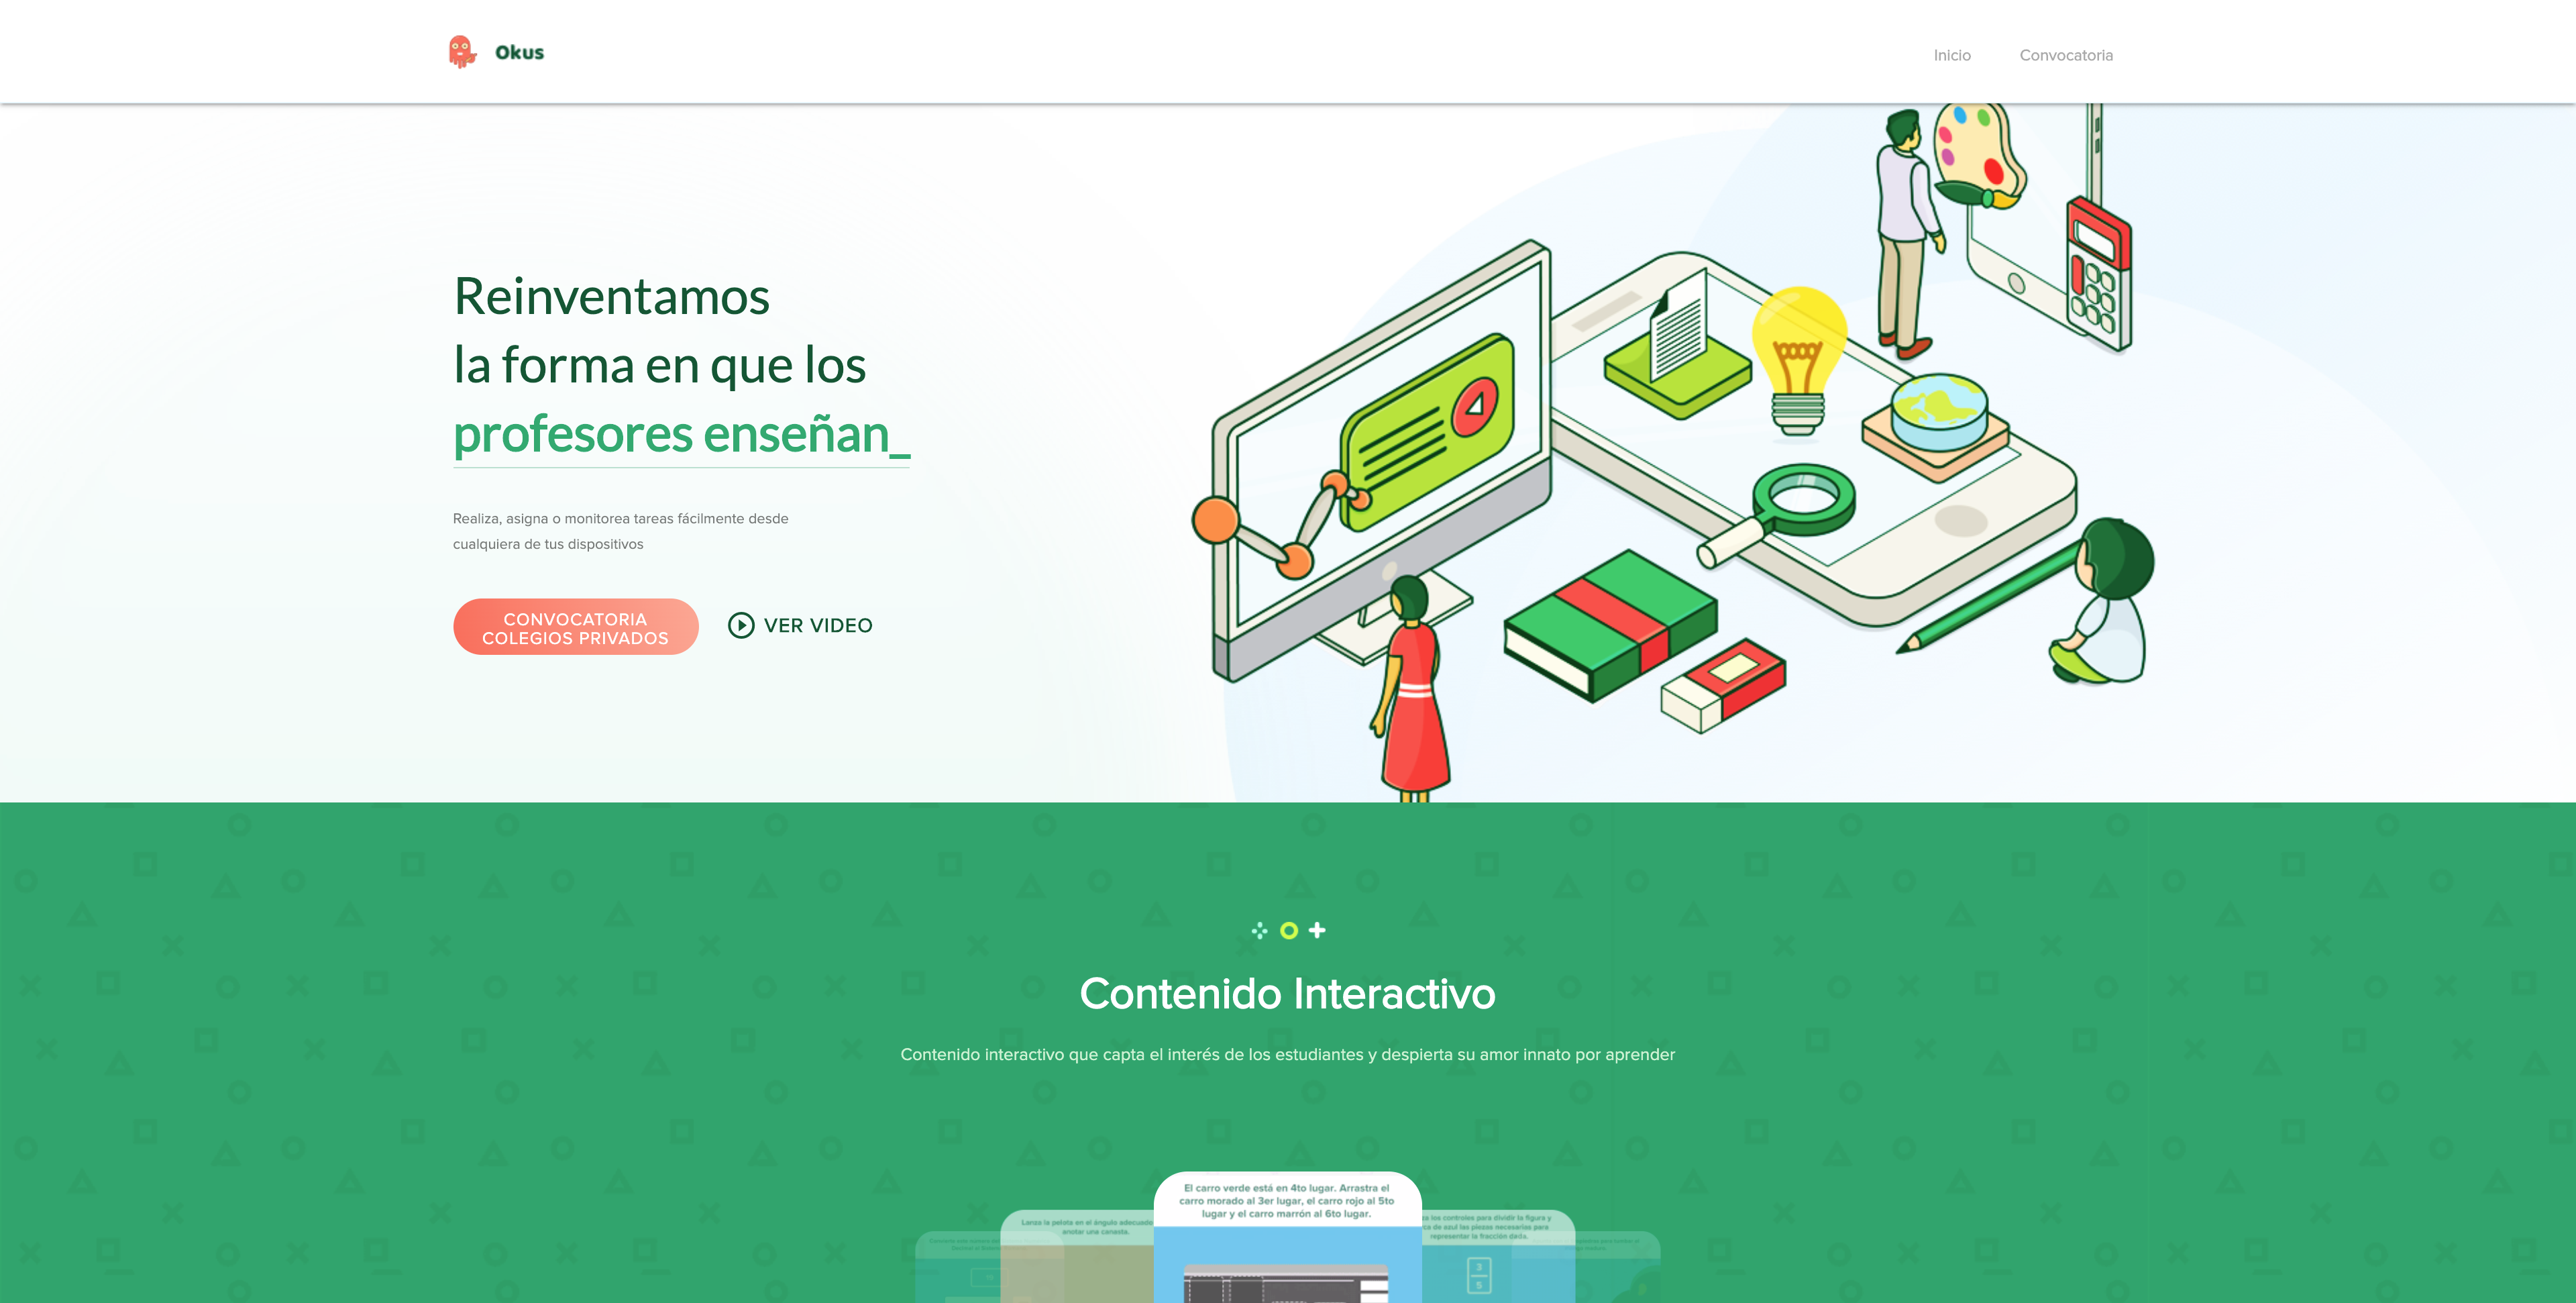 Okus
Inicio
Convocatoria
Reinventamos
la forma en que los
profesores enseñan_
Realiza, asigna o monitorea tareas fácilmente desde
cualquiera de tus dispositivos
CONVOCATORIA
COLEGIOS PRIVADOS
VER VIDEO
Contenido Interactivo
Contenido interactivo que capta el interés de los estudiantes y despierta su amor innato por aprender
El carro verde está en 4to lugar. Arrastra el
carro morado al 3er lugar, el carro rojo al 5to
lugar y el carro marrón al 6to lugar.
Lanza la pelota en el ángulo adecuado
anotar una canasta.
los controles para dividir la figura y
de azul las piezas necesarias para
representar la fracción dada.
3
5